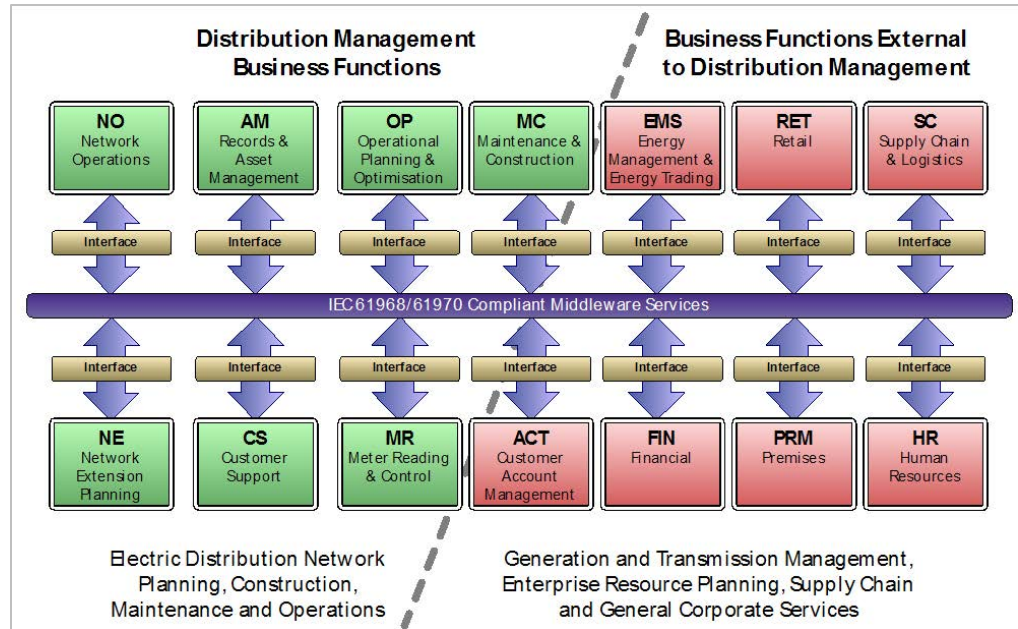 Distribution Management
Business Functions
Business Functions External
to Distribution Management
NO
Network
Operations
AM
Records &
Asset
Management
OP
Operational
Planning &
Optimisation
MC
Maintenance &
Construction
EMS
Energy
Management &
Energy Trading
RET
Retail
SC
Supply Chain
& Logistics
Interface
Interface
Interface
Interface
Interface
Interface
Interface
IEC61968/61970 Compliant Middleware Services
Interface
Interface
Interface
Interface
Interface
Interface
Interface
NE
Network
Extension
Planning
CS
Customer
Support
MR
Meter Reading
& Control
ACT
Customer
Account
Management
FIN
Financial
PRM
Premises
HR
Human
Resources
Electric Distribution Network
Planning, Construction,
Maintenance and Operations
Generation and Transmission Management,
Enterprise Resource Planning, Supply Chain
and General Corporate Services